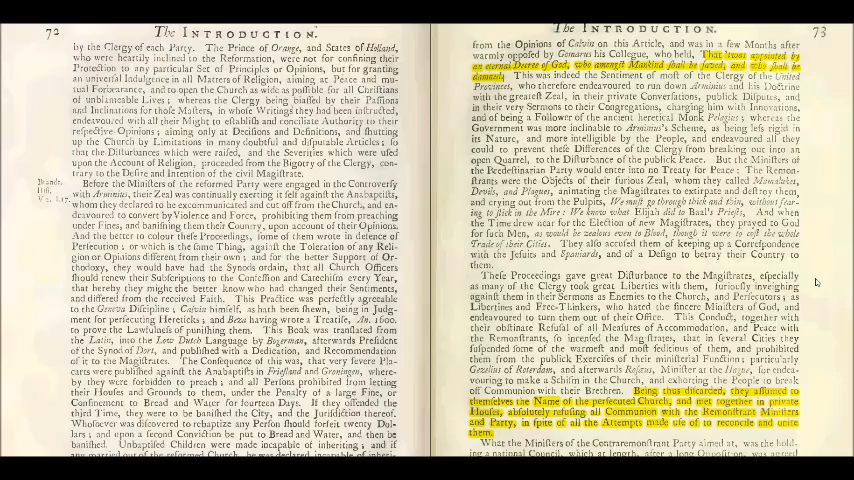 72
The INTRODUCTION.
by the Clergy of each Party. The Prince of Orange, and States of Holland,
who were heartily inclined to the Reformation, were not for confining their
Protection to any particular Set of Principles or Opinions, but for granting
an universal Indulgence in all Matters of Religion, aiming at Peace and mu-
tual Forbearance, and to open the Church as wide as possible for all Christians
of unblameable Lives; whereas the Clergy being biassed by their Passions
and Inclinations for those Masters, in whose Writings they had been instructed,
endeavoured with all their Might to establish and conciliate Authority to their
respective Opinions; aiming only at Decisions and Definitions, and shutting
up the Church by Limitations in many doubtful and disputable Articles; so
that the Disturbances which were raised, and the Severities which were used
upon the Account of Religion, proceeded from the Bigotry of the Clergy, con-
trary to the Desire and Intention of the civil Magistrate.
Brandt,
Hist.
V 2. l.17.
Before the Ministers of the reformed Party were engaged in the Controversy
with Arminius, their Zeal was continually exerting it self against the Anabaptists,
whom they declared to be excommunicated and cut off from the Church, and en-
deavoured to convert by Violence and Force, prohibiting them from preaching
under Fines, and banishing them their Country, upon account of their Opinions.
And the better to colour these Proceedings, some of them wrote in defence of
Persecution; or which is the same Thing, against the Toleration of any Reli-
gion or Opinions different from their own; and for the better Support of Or-
thodoxy, they would have had the Synods ordain, that all Church Officers
should renew their Subscriptions to the Confession and Catechism every Year,
that hereby they might the better know who had changed their Sentiments,
and differed from the received Faith. This Practice was perfectly agreeable
to the Geneva Discipline; Calvin himself, as hath been shewn, being in Judg-
ment for persecuting Hereticks; and Beza having wrote a Treatise, An. 1600.
to prove the Lawfulness of punishing them. This Book was translated from
the Latin, into the Low Dutch Language by Bogerman, afterwards President
of the Synod of Dort, and published with a Dedication, and Recommendation
of it to the Magistrates. The Consequence of this was, that very severe Pla-
carts were published against the Anabaptists in Friesland and Groningen, where-
by they were forbidden to preach; and all Persons prohibited from letting
their Houses and Grounds to them, under the Penalty of a large Fine, or
Confinement to Bread and Water for fourteen Days. If they offended the
third Time, they were to be banished the City, and the Jurisdiction thereof.
Whosoever was discovered to rebaptize any Person should forfeit twenty Dol-
lars; and upon a second Conviction be put to Bread and Water, and then be
banished. Unbaptised Children were made incapable of inheriting; and if
The INTRODUCTION.
73
from the Opinions of Calvin on this Article, and was in a few Months after
warmly opposed by Gomarus his Collegue, who held, That 'twas appointed by
an eternal Decree of God, who amongst Mankind shall be saved, and who shall be
damned. This was indeed the Sentiment of most of the Clergy of the United
Provinces, who therefore endeavoured to run down Arminius and his Doctrine
with the greatest Zeal, in their private Conversations, publick Disputes, and
in their very Sermons to their Congregations, charging him with Innovations,
and of being a Follower of the ancient heretical Monk Pelagius; whereas the
Government was more inclinable to Arminius's Scheme, as being less rigid in
its Nature, and more intelligible by the People, and endeavoured all they
could to prevent these Differences of the Clergy from breaking out into an
open Quarrel, to the Disturbance of the publick Peace. But the Ministers of
the Predestinarian Party would enter into no Treaty for Peace: The Remon-
strants were the Objects of their furious Zeal, whom they called Mamalukes,
Devils, and Plagues, animating the Magistrates to extirpate and destroy them,
and crying out from the Pulpits, We must go through thick and thin, without fear-
ing to stick in the Mire: We know what Elijah did to Baal's Priests. And when
the Time drew near for the Election of new Magistrates, they prayed to God
for such Men, as would be zealous even to Blood, though it were to cost the whole
Trade of their Cities. They also accused them of keeping up a Correspondence
with the Jesuits and Spaniards, and of a Design to betray their Country to
them.
These Proceedings gave great Disturbance to the Magistrates, especially
as many of the Clergy took great Liberties with them, furiously inveighing
against them in their Sermons as Enemies to the Church, and Persecutors; as
Libertines and Free-Thinkers, who hated the sincere Ministers of God, and
endeavoured to turn them out of their Office. This Conduct, together with
their obstinate Refusal of all Measures of Accommodation, and Peace with
the Remonstrants, so incensed the Magistrates, that in several Cities they
suspended some of the warmest and most seditious of them, and prohibited
them from the publick Exercises of their ministerial Function; particularly
Gezelius of Roterdam, and afterwards Rosæus, Minister at the Hague, for endea-
vouring to make a Schism in the Church, and exhorting the People to break
off Communion with their Brethren. Being thus discarded, they assumed to
themselves the Name of the persecuted Church, and met together in private
Houses, absolutely refusing all Communion with the Remonstrant Ministers
and Party, in spite of all the Attempts made use of to reconcile and unite
them.
What the Ministers of the Contraremonstrant Party aimed at, was the hold-
ing a national Council, which at length, after a long Opposition, was agreed